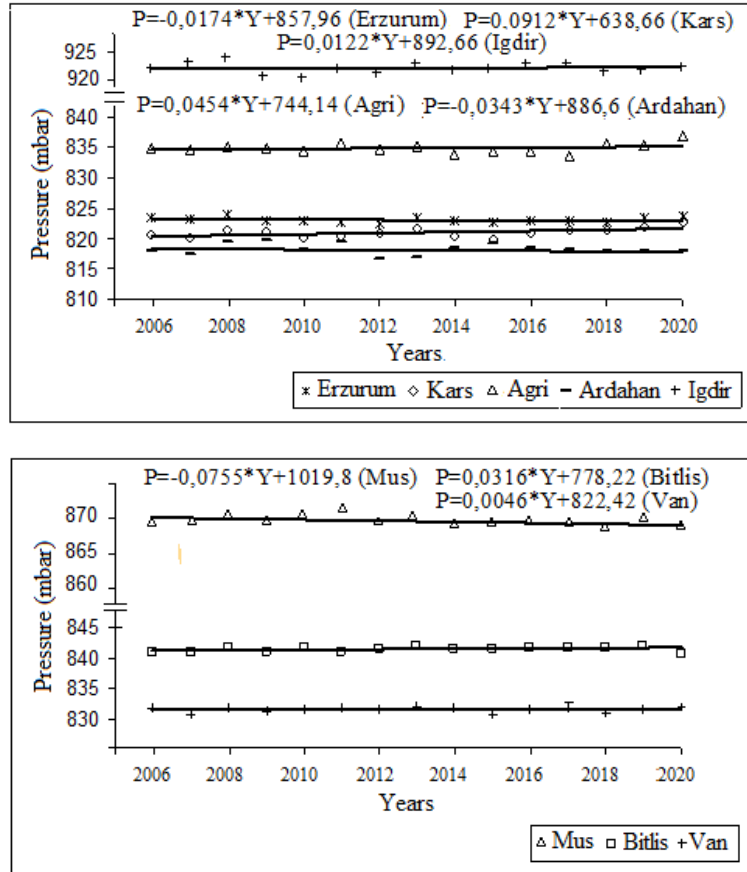 P=-0,0174*Y+857,96 (Erzurum) P=0,0912*Y+638,66 (Kars)
P=0,0122*Y+892,66 (Igdir)
925
920
P=0,0454*Y+744,14 (Agri) P=-0,0343*Y+886,6 (Ardahan)
840
835
830
825
820
815
810
Pressure (mbar)
2006 2008 2010 2012 2014 2016 2018 2020
Years.
Erzurum Kars Agri Ardahan Igdir
P=-0,0755*Y+1019,8 (Mus) P=0,0316*Y+778,22 (Bitlis)
P=0,0046*Y+822,42 (Van)
870
865
860
845
840
835
830
Pressure (mbar)
2006 2008 2010 2012 2014 2016 2018 2020
Years
Mus Bitlis Van